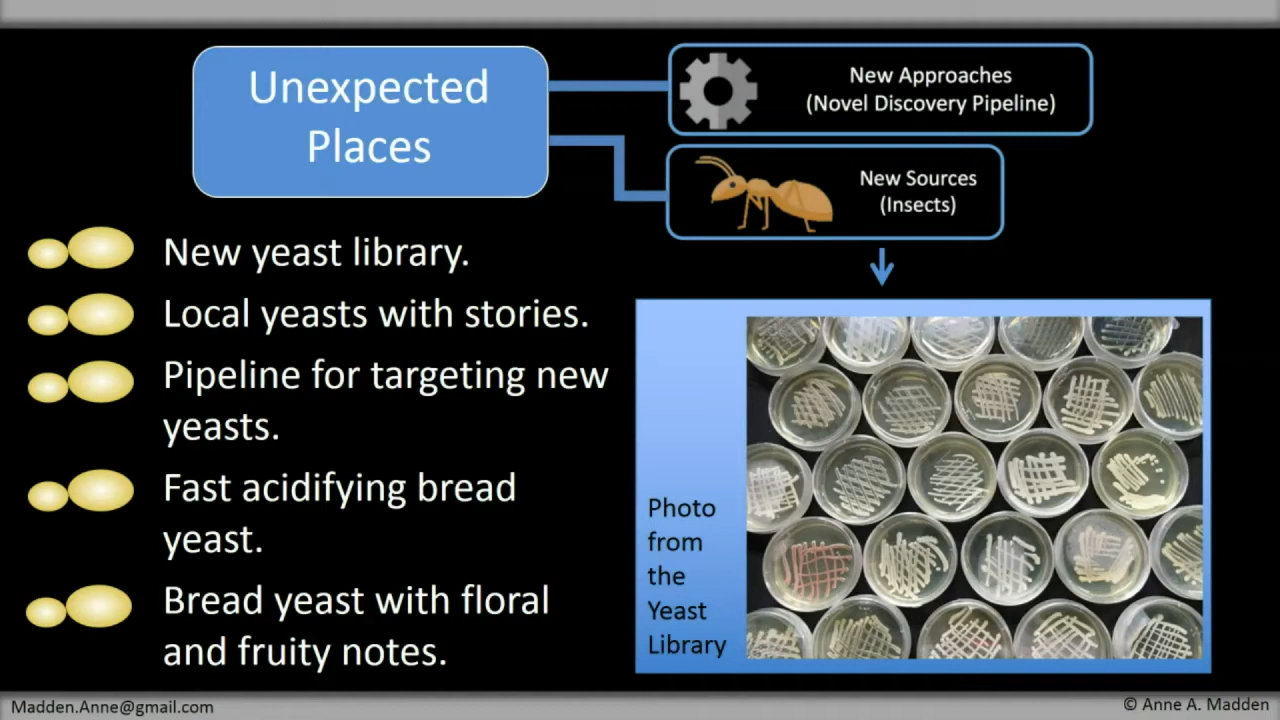 Unexpected
Places
New Approaches
(Novel Discovery Pipeline)
New Sources
(Insects)
New yeast library.
Local yeasts with stories.
Pipeline for targeting new
yeasts.
Fast acidifying bread
yeast.
Bread yeast with floral
and fruity notes.
Photo
from
the
Yeast
Library
Madden.Anne@gmail.com
© Anne A. Madden